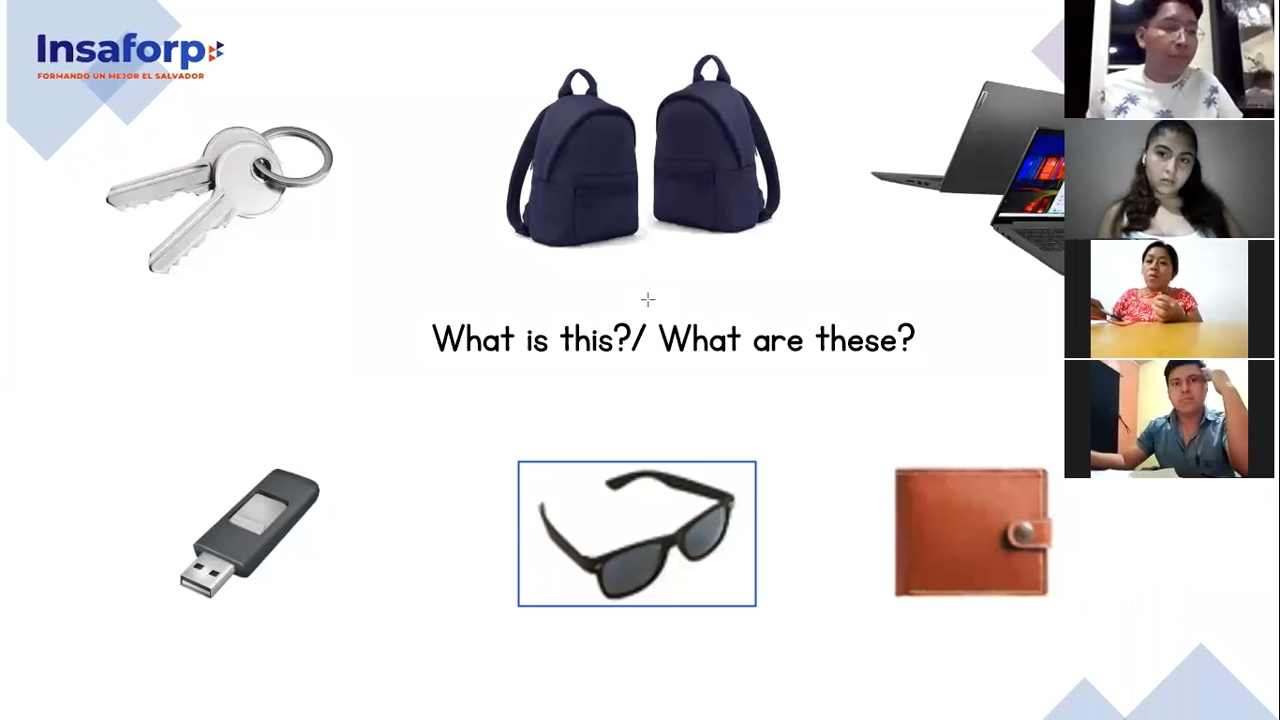 Insaforp
FORMANDO UN MEJOR EL SALVADOR
What is this?/ What are these?